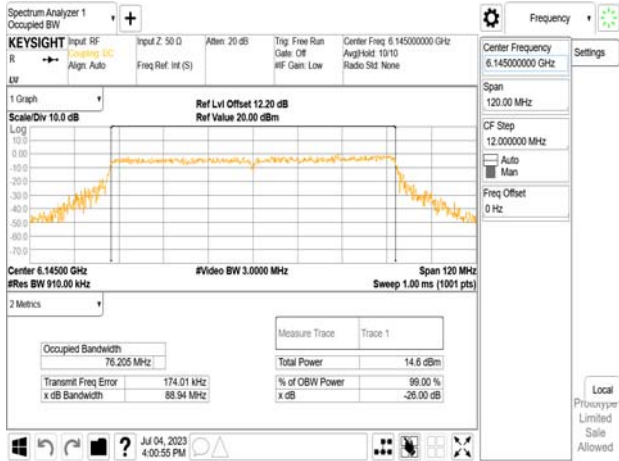 Spectrum Analyzer 1
Occupied BW
+
Frequency
KEYSIGHT
R
Input: RF
Coupling: DC
Align: Auto
Input Z: 50 Ω
Freq Ref: Int (S)
Atten: 20 dB
Trig: Free Run
Gate: Off
#IF Gain: Low
Center Freq: 6.145000000 GHz
Avg|Hold: 10/10
Radio Std: None
LXI
1 Graph
Scale/Div 10.0 dB
Ref Lvl Offset 12.20 dB
Ref Value 20.00 dBm
Log
10.0
0.00
-10.0
-20.0
-30.0
-40.0
-50.0
-60.0
-70.0
Center 6.14500 GHz
#Res BW 910.00 kHz
#Video BW 3.0000 MHz
Span 120 MHz
Sweep 1.00 ms (1001 pts)
2 Metrics
Measure Trace
Trace 1
Occupied Bandwidth
76.205 MHz
Total Power
14.6 dBm
Transmit Freq Error
174.01 kHz
% of OBW Power
99.00 %
x dB Bandwidth
88.94 MHz
x dB
-26.00 dB
?
Jul 04, 2023
4:00:55 PM
Center Frequency
6.145000000 GHz
Settings
Span
120.00 MHz
CF Step
12.000000 MHz
Auto
Man
Freq Offset
0 Hz
Local
Prototype
Limited
Sale
Allowed